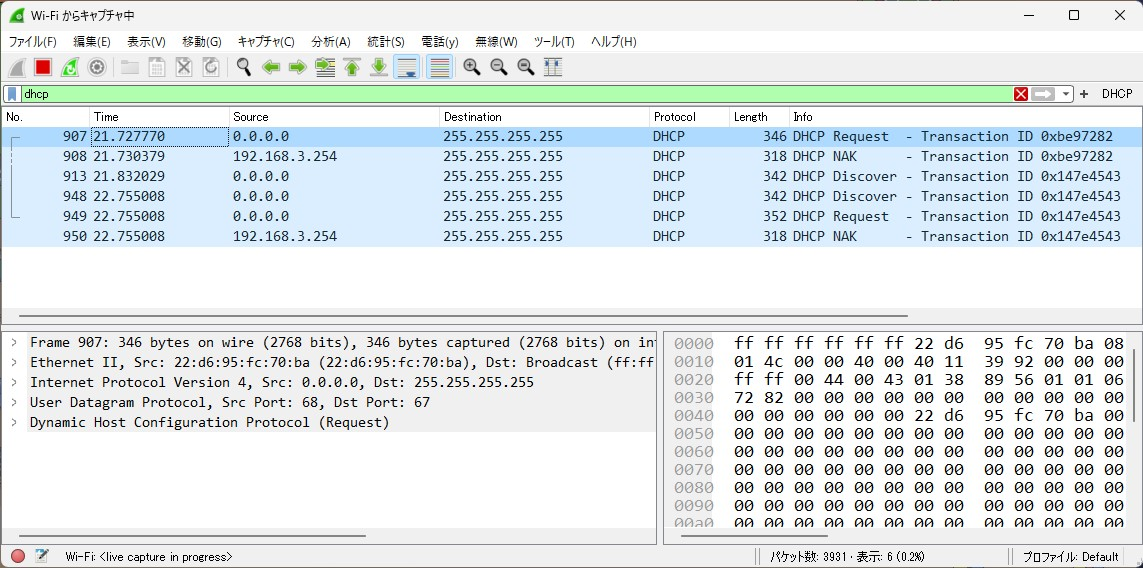 Wi-Fi からキャプチャ中
ファイル(F) 編集(E) 表示(V) 移動(G) キャプチャ(C) 分析(A) 統計(S) 電話(y) 無線(W) ツール(T) ヘルプ(H)
dhcp + DHCP
No. Time Source Destination Protocol Length Info
907 21.727770 0.0.0.0 255.255.255.255 DHCP 346 DHCP Request - Transaction ID 0xbe97282
908 21.730379 192.168.3.254 255.255.255.255 DHCP 318 DHCP NAK - Transaction ID 0xbe97282
913 21.832029 0.0.0.0 255.255.255.255 DHCP 342 DHCP Discover - Transaction ID 0x147e4543
948 22.755008 0.0.0.0 255.255.255.255 DHCP 342 DHCP Discover - Transaction ID 0x147e4543
949 22.755008 0.0.0.0 255.255.255.255 DHCP 352 DHCP Request - Transaction ID 0x147e4543
950 22.755008 192.168.3.254 255.255.255.255 DHCP 318 DHCP NAK - Transaction ID 0x147e4543
Frame 907: 346 bytes on wire (2768 bits), 346 bytes captured (2768 bits) on in
Ethernet II, Src: 22:d6:95:fc:70:ba (22:d6:95:fc:70:ba), Dst: Broadcast (ff:ff
Internet Protocol Version 4, Src: 0.0.0.0, Dst: 255.255.255.255
User Datagram Protocol, Src Port: 68, Dst Port: 67
Dynamic Host Configuration Protocol (Request)
0000 ff ff ff ff ff ff 22 d6 95 fc 70 ba 08
0010 01 4c 00 00 40 00 40 11 39 92 00 00 00
0020 ff ff 00 44 00 43 01 38 89 56 01 01 06
0030 72 82 00 00 00 00 00 00 00 00 00 00 00
0040 00 00 00 00 00 00 22 d6 95 fc 70 ba 00
0050 00 00 00 00 00 00 00 00 00 00 00 00 00
0060 00 00 00 00 00 00 00 00 00 00 00 00 00
0070 00 00 00 00 00 00 00 00 00 00 00 00 00
0080 00 00 00 00 00 00 00 00 00 00 00 00 00
0090 00 00 00 00 00 00 00 00 00 00 00 00 00
00a0 00 00 00 00 00 00 00 00 00 00 00 00 00
Wi-Fi: <live capture in progress> パケット数: 3931 · 表示: 6 (0.2%) プロファイル: Default